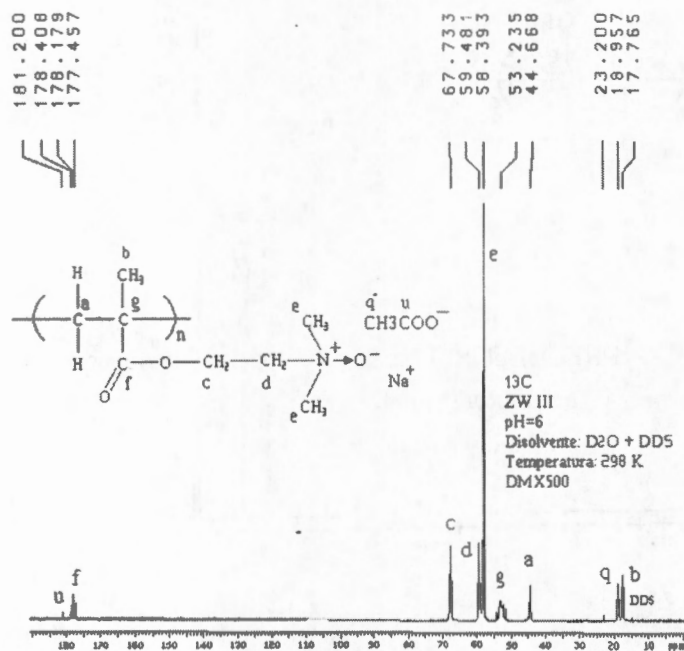 181.200
178.408
178.179
177.457
67.733
59.481
58.393
53.235
44.668
23.200
18.957
17.765
b
H
CH3
a
g
C
C
n
H
C
O
CH2
CH2
f
c
d
O
e
CH3
N+
O-
e
CH3
q- u
CH3COO-
Na+
e
13C
ZW III
pH=6
Disolvente: D2O + DDS
Temperatura: 298 K
DMX500
u
f
c
d
g
a
q
b
DDS
180 170 160 150 140 130 120 110 100 90 80 70 60 50 40 30 20 10 ppm